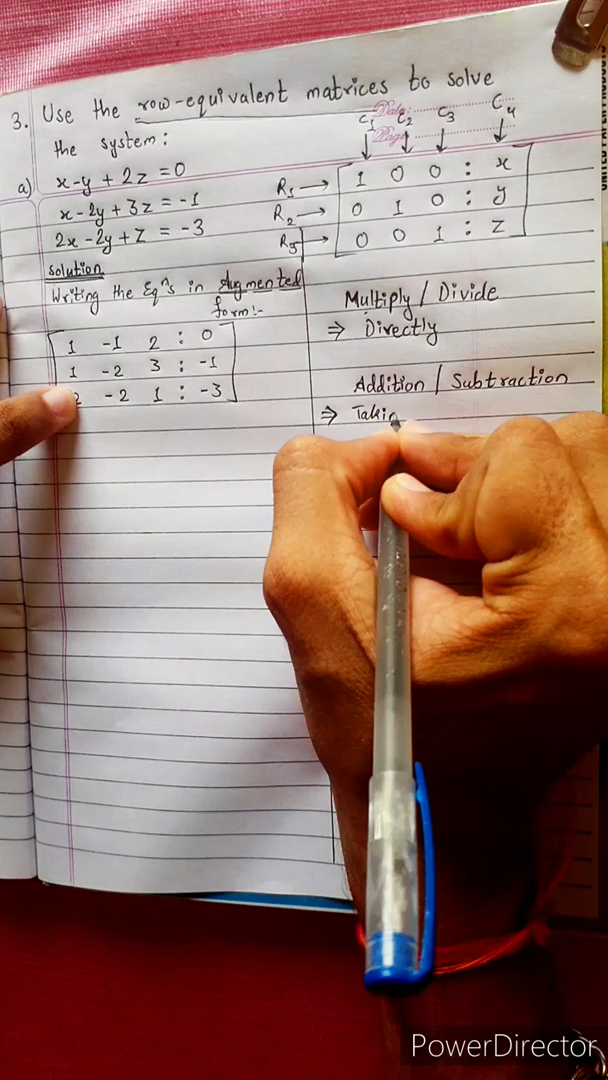 3. Use the row-equivalent matrices to solve
the system:
a) x-y + 2z = 0
x - 2y + 3z = -1
2x - 2y + z = -3
Date:
Page:
C1 C2 C3 C4
R1 → 1 0 0 : x
R2 → 0 1 0 : y
R3 → 0 0 1 : z
solution
Writing the Eqns in Augmented
form:-
1 -1 2 : 0
1 -2 3 : -1
2 -2 1 : -3
Multiply / Divide
⇒ Directly
Addition / Subtraction
⇒ Takin
PowerDirector